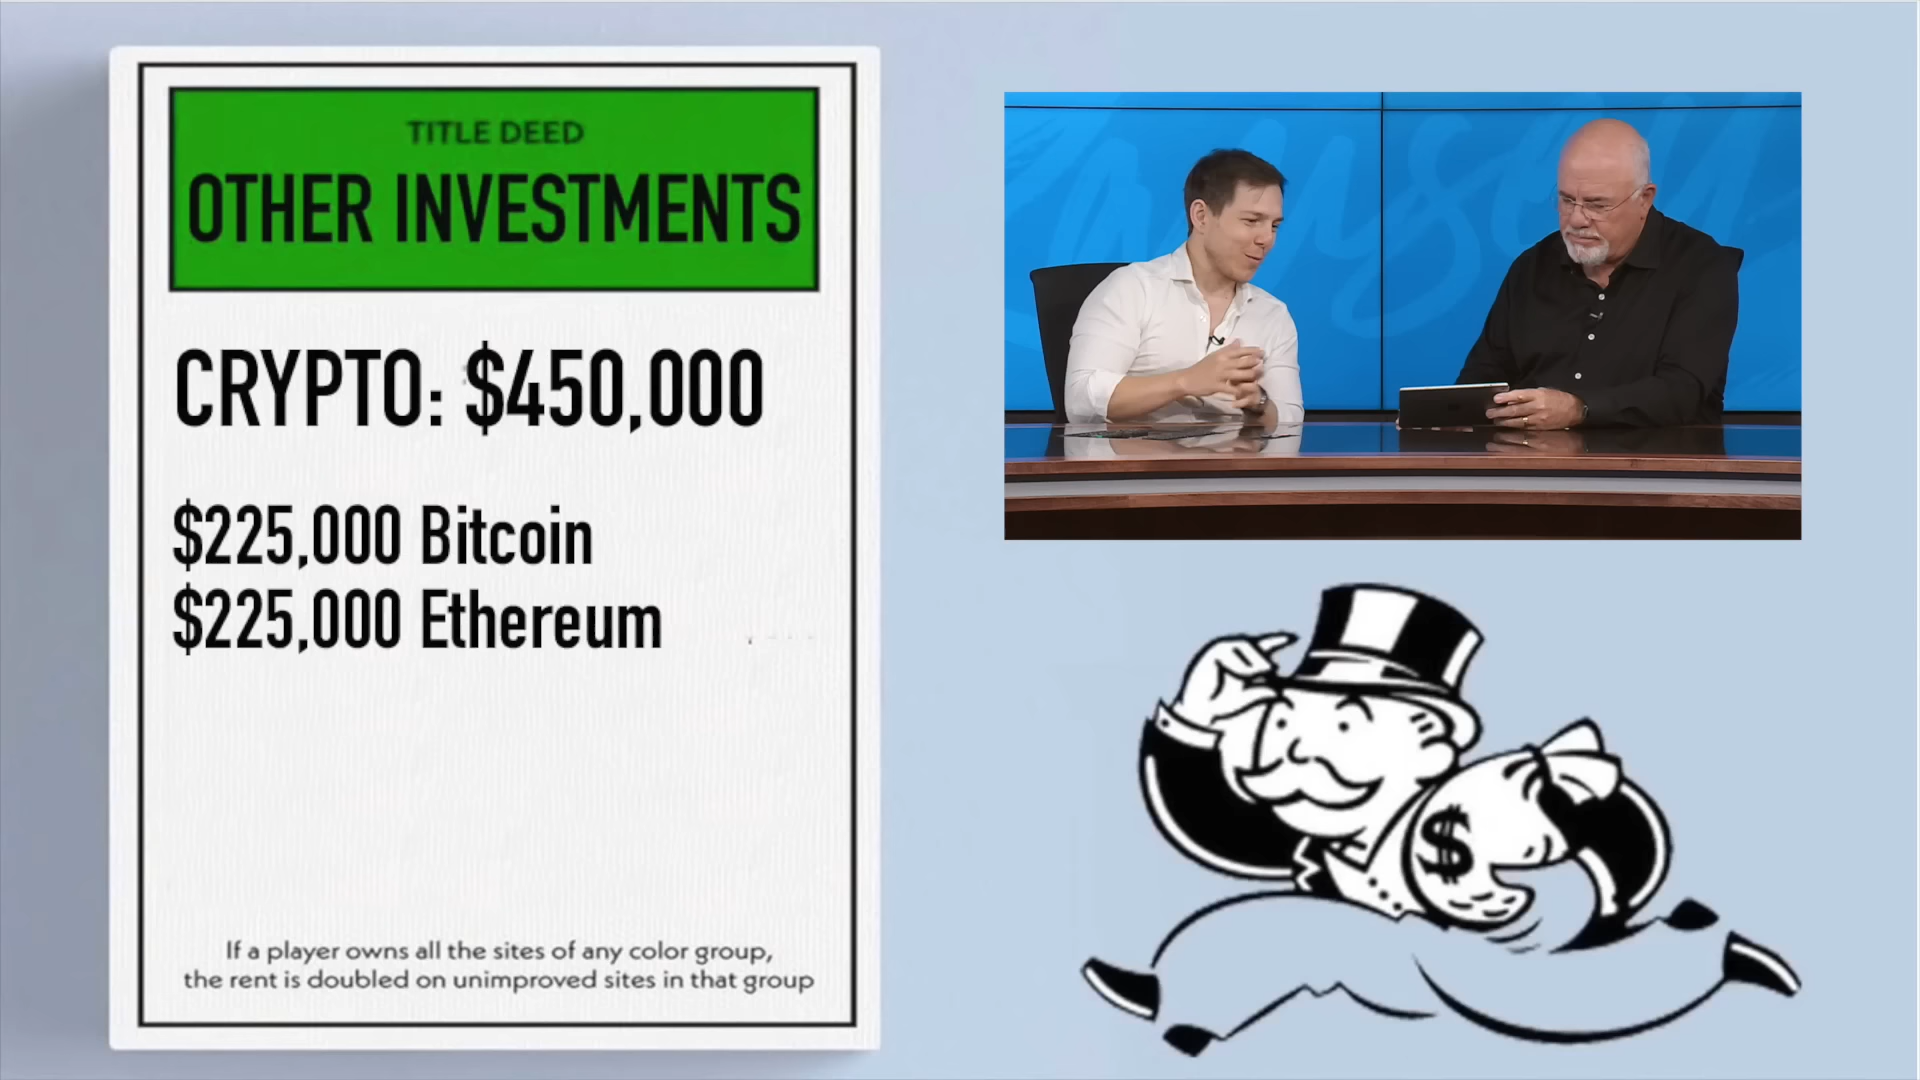 TITLE DEED
OTHER INVESTMENTS
CRYPTO: $450,000
$225,000 Bitcoin
$225,000 Ethereum
If a player owns all the sites of any color group,
the rent is doubled on unimproved sites in that group
$